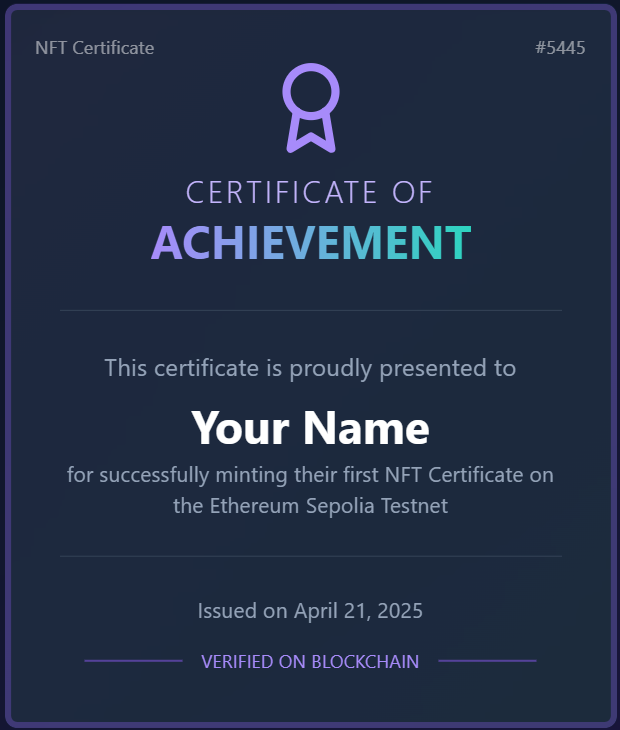 NFT Certificate
#5445
CERTIFICATE OF
ACHIEVEMENT
This certificate is proudly presented to
Your Name
for successfully minting their first NFT Certificate on
the Ethereum Sepolia Testnet
Issued on April 21, 2025
VERIFIED ON BLOCKCHAIN